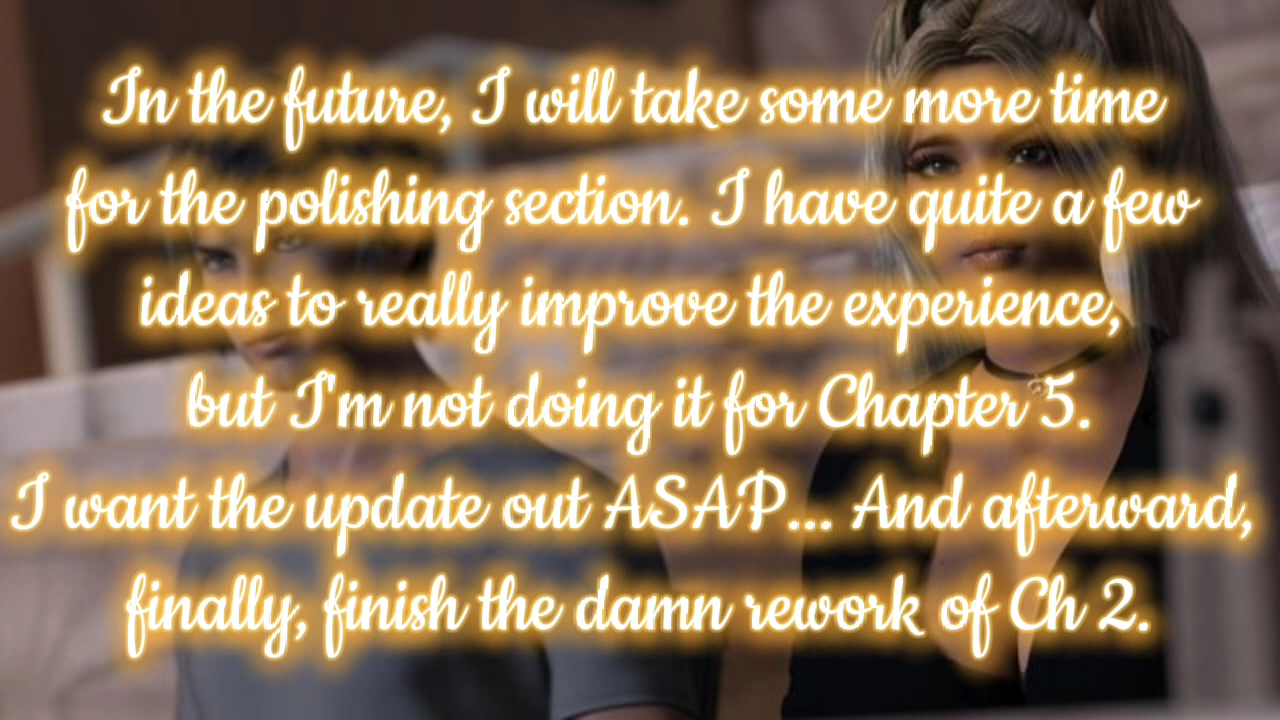 In the future, I will take some more time
for the polishing section. I have quite a few
ideas to really improve the experience,
but I'm not doing it for Chapter 5.
I want the update out ASAP... And afterward,
finally, finish the damn rework of Ch 2.